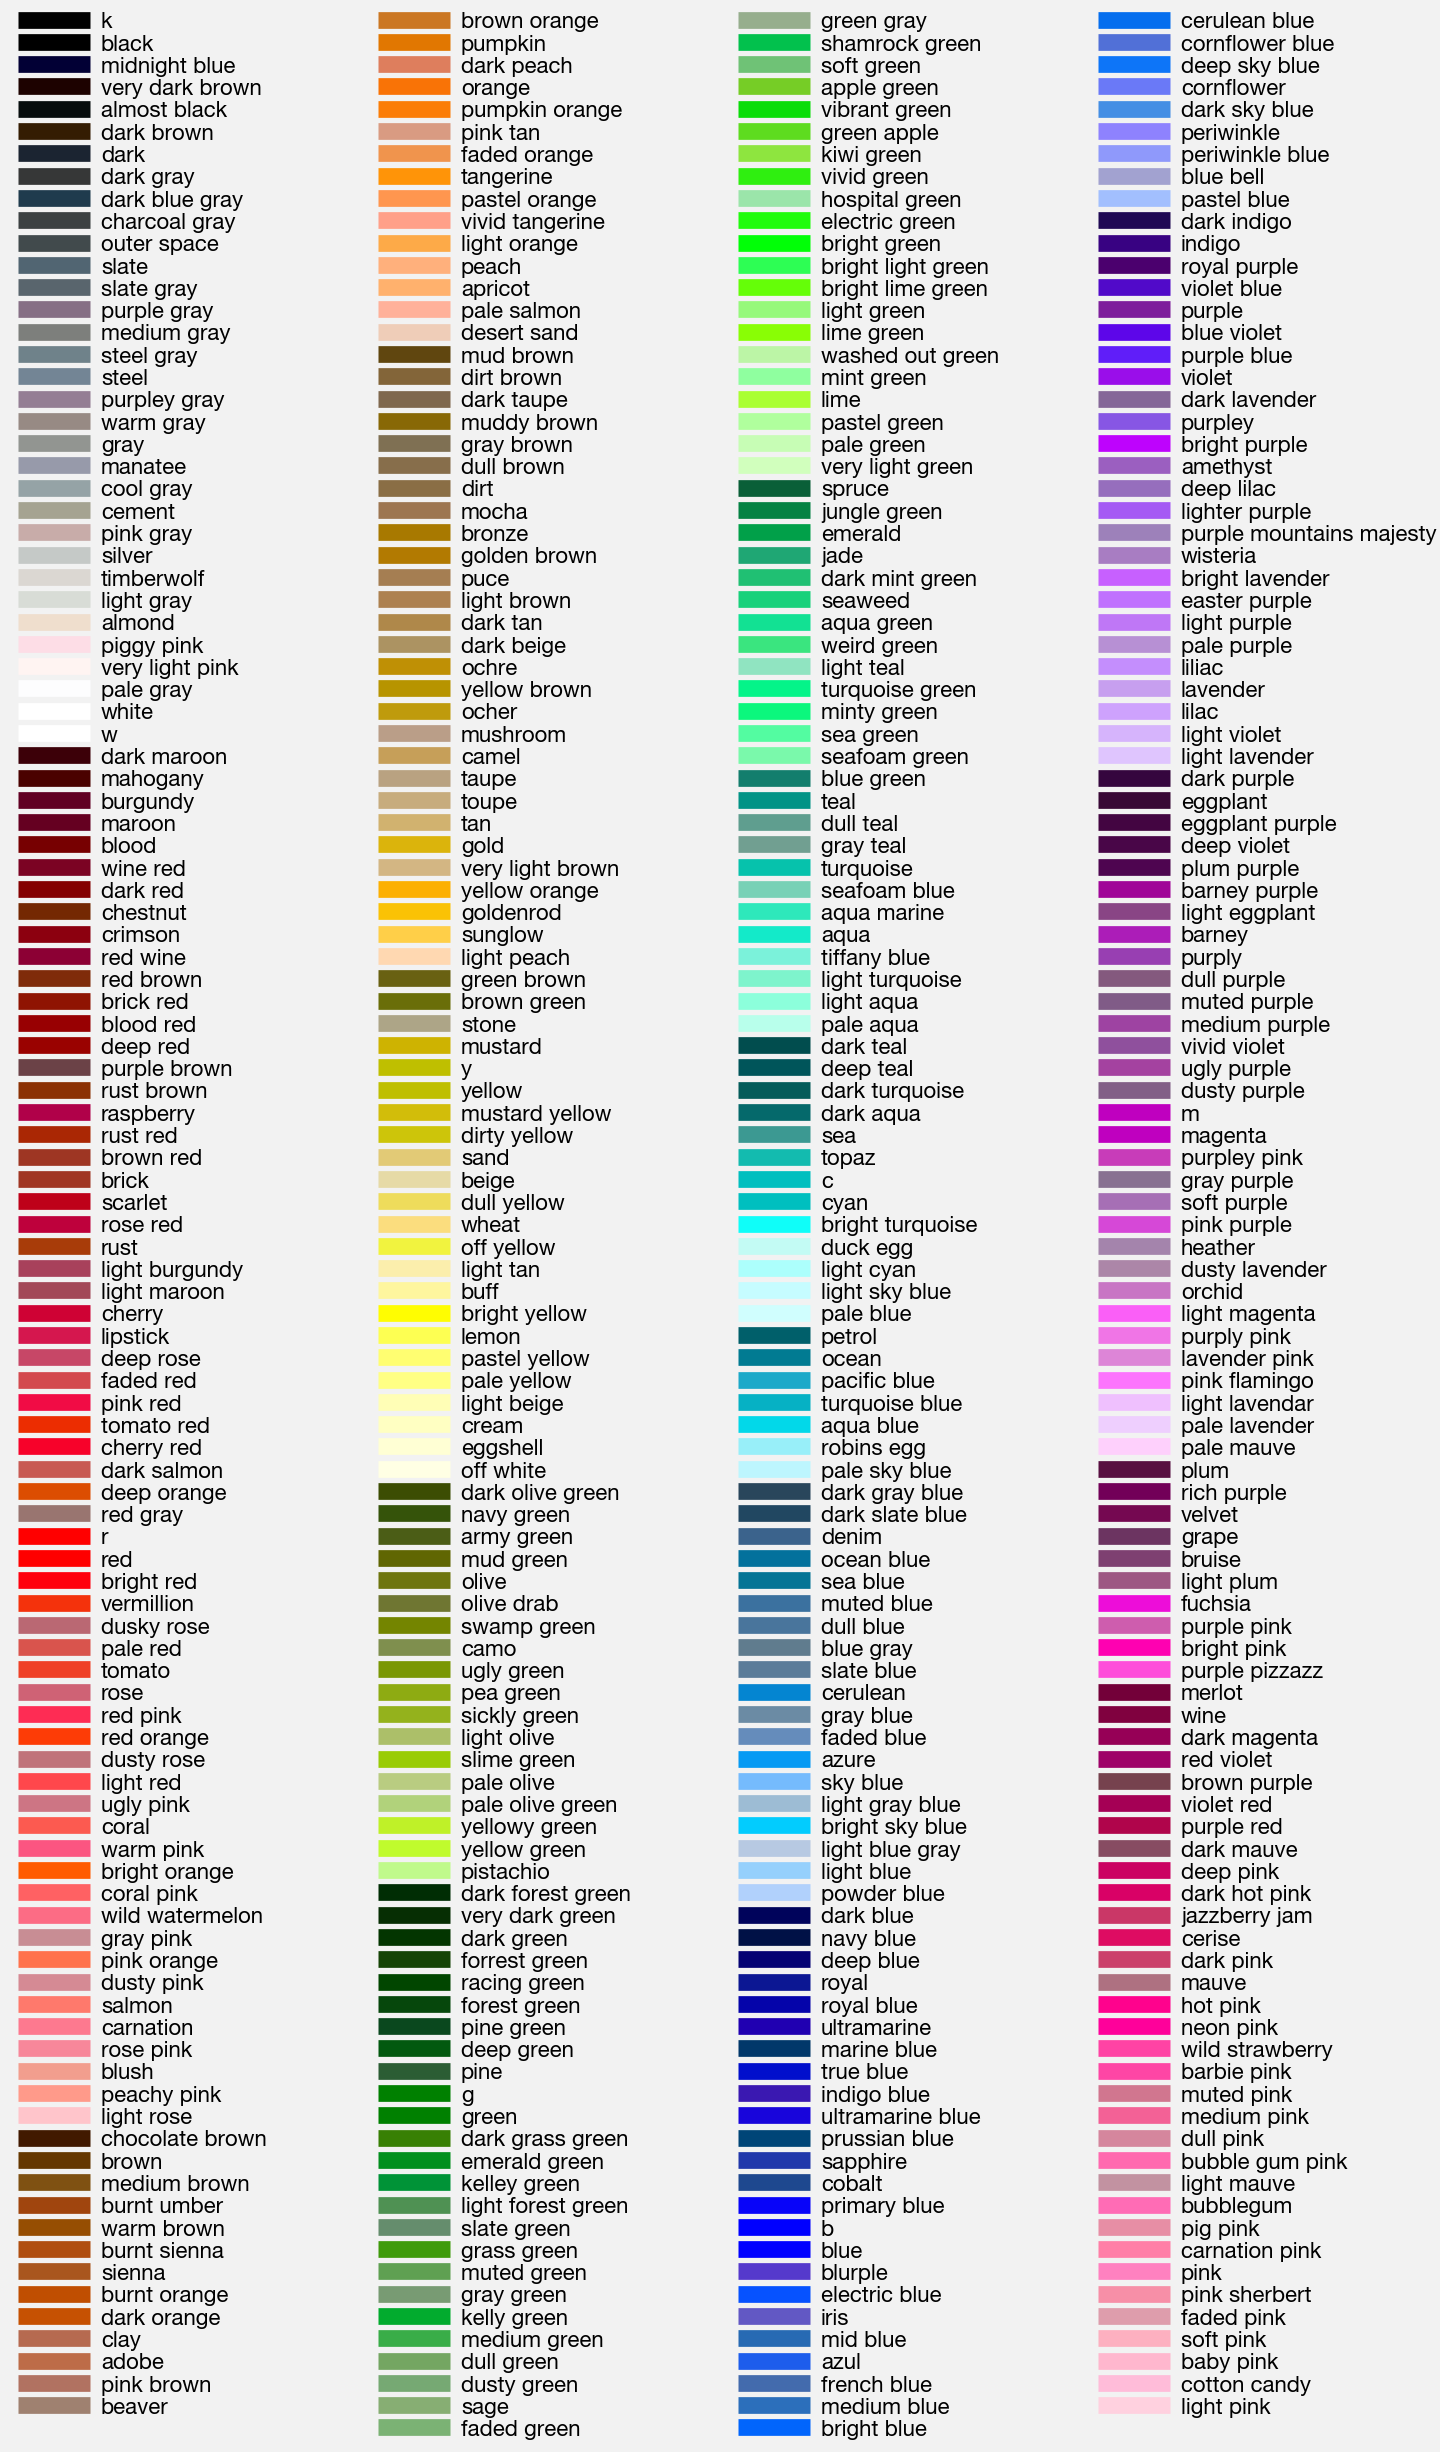 k
black
midnight blue
very dark brown
almost black
dark brown
dark
dark gray
dark blue gray
charcoal gray
outer space
slate
slate gray
purple gray
medium gray
steel gray
steel
purpley gray
warm gray
gray
manatee
cool gray
cement
pink gray
silver
timberwolf
light gray
almond
piggy pink
very light pink
pale gray
white
w
dark maroon
mahogany
burgundy
maroon
blood
wine red
dark red
chestnut
crimson
red wine
red brown
brick red
blood red
deep red
purple brown
rust brown
raspberry
rust red
brown red
brick
scarlet
rose red
rust
light burgundy
light maroon
cherry
lipstick
deep rose
faded red
pink red
tomato red
cherry red
dark salmon
deep orange
red gray
r
red
bright red
vermillion
dusky rose
pale red
tomato
rose
red pink
red orange
dusty rose
light red
ugly pink
coral
warm pink
bright orange
coral pink
wild watermelon
gray pink
pink orange
dusty pink
salmon
carnation
rose pink
blush
peachy pink
light rose
chocolate brown
brown
medium brown
burnt umber
warm brown
burnt sienna
sienna
burnt orange
dark orange
clay
adobe
pink brown
beaver
brown orange
pumpkin
dark peach
orange
pumpkin orange
pink tan
faded orange
tangerine
pastel orange
vivid tangerine
light orange
peach
apricot
pale salmon
desert sand
mud brown
dirt brown
dark taupe
muddy brown
gray brown
dull brown
dirt
mocha
bronze
golden brown
puce
light brown
dark tan
dark beige
ochre
yellow brown
ocher
mushroom
camel
taupe
toupe
tan
gold
very light brown
yellow orange
goldenrod
sunglow
light peach
green brown
brown green
stone
mustard
y
yellow
mustard yellow
dirty yellow
sand
beige
dull yellow
wheat
off yellow
light tan
buff
bright yellow
lemon
pastel yellow
pale yellow
light beige
cream
eggshell
off white
dark olive green
navy green
army green
mud green
olive
olive drab
swamp green
camo
ugly green
pea green
sickly green
light olive
slime green
pale olive
pale olive green
yellowy green
yellow green
pistachio
dark forest green
very dark green
dark green
forrest green
racing green
forest green
pine green
deep green
pine
g
green
dark grass green
emerald green
kelley green
light forest green
slate green
grass green
muted green
gray green
kelly green
medium green
dull green
dusty green
sage
faded green
green gray
shamrock green
soft green
apple green
vibrant green
green apple
kiwi green
vivid green
hospital green
electric green
bright green
bright light green
bright lime green
light green
lime green
washed out green
mint green
lime
pastel green
pale green
very light green
spruce
jungle green
emerald
jade
dark mint green
seaweed
aqua green
weird green
light teal
turquoise green
minty green
sea green
seafoam green
blue green
teal
dull teal
gray teal
turquoise
seafoam blue
aqua marine
aqua
tiffany blue
light turquoise
light aqua
pale aqua
dark teal
deep teal
dark turquoise
dark aqua
sea
topaz
c
cyan
bright turquoise
duck egg
light cyan
light sky blue
pale blue
petrol
ocean
pacific blue
turquoise blue
aqua blue
robins egg
pale sky blue
dark gray blue
dark slate blue
denim
ocean blue
sea blue
muted blue
dull blue
blue gray
slate blue
cerulean
gray blue
faded blue
azure
sky blue
light gray blue
bright sky blue
light blue gray
light blue
powder blue
dark blue
navy blue
deep blue
royal
royal blue
ultramarine
marine blue
true blue
indigo blue
ultramarine blue
prussian blue
sapphire
cobalt
primary blue
b
blue
blurple
electric blue
iris
mid blue
azul
french blue
medium blue
bright blue
cerulean blue
cornflower blue
deep sky blue
cornflower
dark sky blue
periwinkle
periwinkle blue
blue bell
pastel blue
dark indigo
indigo
royal purple
violet blue
purple
blue violet
purple blue
violet
dark lavender
purpley
bright purple
amethyst
deep lilac
lighter purple
purple mountains majesty
wisteria
bright lavender
easter purple
light purple
pale purple
liliac
lavender
lilac
light violet
light lavender
dark purple
eggplant
eggplant purple
deep violet
plum purple
barney purple
light eggplant
barney
purply
dull purple
muted purple
medium purple
vivid violet
ugly purple
dusty purple
m
magenta
purpley pink
gray purple
soft purple
pink purple
heather
dusty lavender
orchid
light magenta
purply pink
lavender pink
pink flamingo
light lavendar
pale lavender
pale mauve
plum
rich purple
velvet
grape
bruise
light plum
fuchsia
purple pink
bright pink
purple pizzazz
merlot
wine
dark magenta
red violet
brown purple
violet red
purple red
dark mauve
deep pink
dark hot pink
jazzberry jam
cerise
dark pink
mauve
hot pink
neon pink
wild strawberry
barbie pink
muted pink
medium pink
dull pink
bubble gum pink
light mauve
bubblegum
pig pink
carnation pink
pink
pink sherbert
faded pink
soft pink
baby pink
cotton candy
light pink